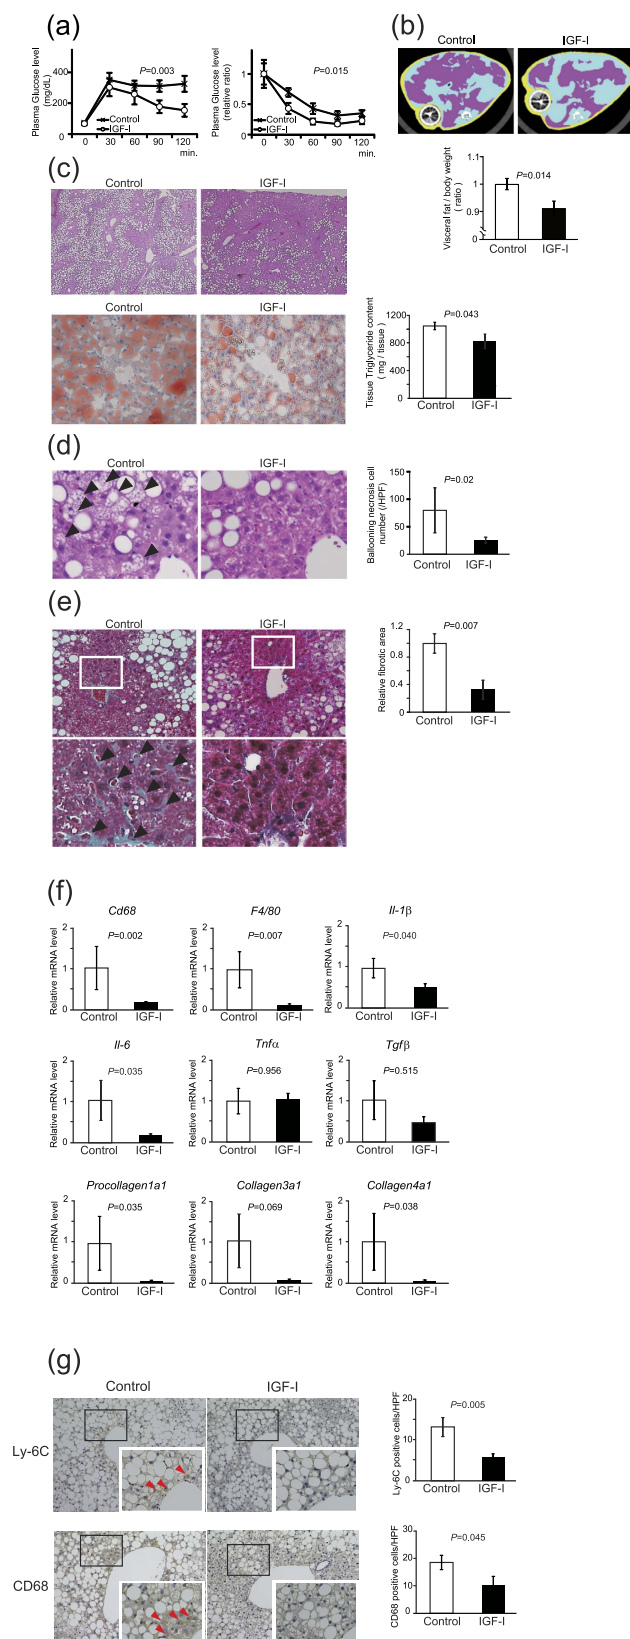 (a)
Plasma Glucose level
(mg/dL)
400
200
0
P=0.003
Control
IGF-I
0 30 60 90 120
min.
Plasma Glucose level
(relative ratio)
1
0.5
0
P=0.015
Control
IGF-I
0 30 60 90 120
min.
(b)
Control IGF-I
Visceral fat / body weight
( ratio )
1
0.9
0
P=0.014
Control IGF-I
(c)
Control IGF-I
Control IGF-I
Tissue Triglyceride content
( mg / tissue )
1200
800
400
0
P=0.043
Control IGF-I
(d)
Control IGF-I
Ballooning necrosis cell
number (/HPF)
150
100
50
0
P=0.02
Control IGF-I
(e)
Control IGF-I
Relative fibrotic area
1.2
0.8
0.4
0
P=0.007
Control IGF-I
(f)
Cd68
Relative mRNA level
2
1
0
P=0.002
Control IGF-I
F4/80
Relative mRNA level
2
1
0
P=0.007
Control IGF-I
Il-1β
Relative mRNA level
2
1
0
P=0.040
Control IGF-I
Il-6
Relative mRNA level
2
1
0
P=0.035
Control IGF-I
Tnfα
Relative mRNA level
2
1
0
P=0.956
Control IGF-I
Tgfβ
Relative mRNA level
2
1
0
P=0.515
Control IGF-I
Procollagen1a1
Relative mRNA level
2
1
0
P=0.035
Control IGF-I
Collagen3a1
Relative mRNA level
2
1
0
P=0.069
Control IGF-I
Collagen4a1
Relative mRNA level
2
1
0
P=0.038
Control IGF-I
(g)
Control IGF-I
Ly-6C
Ly-6C positive cells/HPF
20
15
10
5
0
P=0.005
Control IGF-I
CD68
CD68 positive cells/HPF
30
20
10
0
P=0.045
Control IGF-I